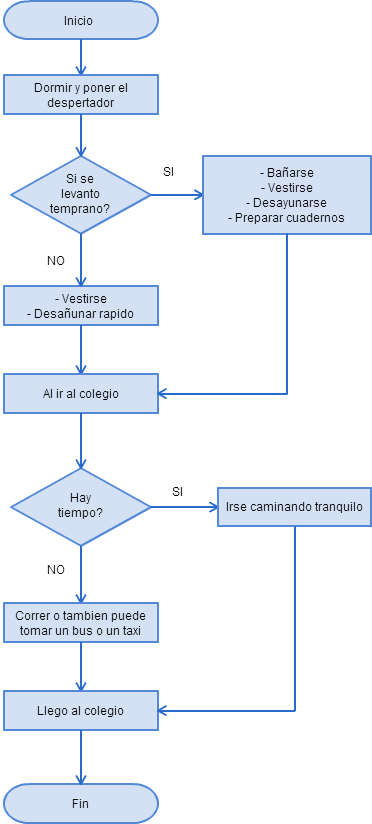 Inicio
Dormir y poner el
despertador
Si se
levanto
temprano?
SI
- Bañarse
- Vestirse
- Desayunarse
- Preparar cuadernos
NO
- Vestirse
- Desañunar rapido
Al ir al colegio
Hay
tiempo?
SI
Irse caminando tranquilo
NO
Correr o tambien puede
tomar un bus o un taxi
Llego al colegio
Fin